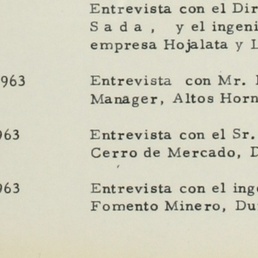 Entrevista con el Dir
Sada, y el ingeni
empresa Hojalata y L
963 Entrevista con Mr.
Manager, Altos Horn
963 Entrevista con el Sr.
Cerro de Mercado, D
963 Entrevista con el inge
Fomento Minero, Du